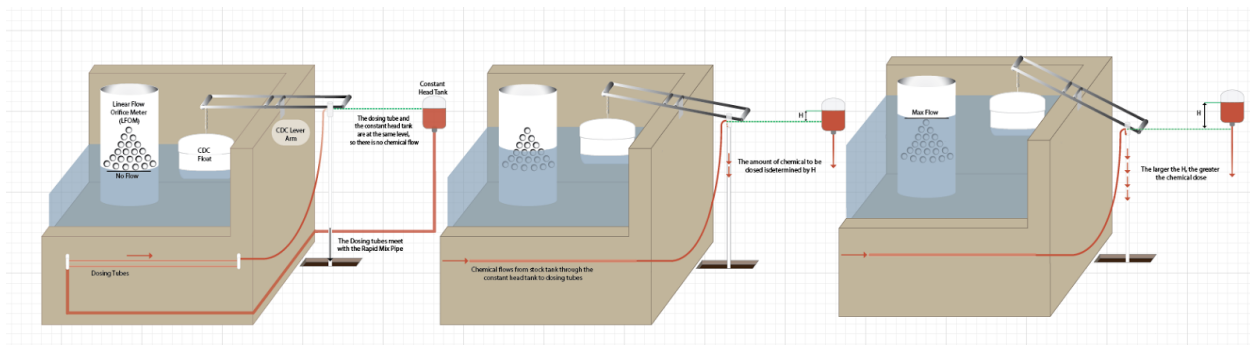 Linear Flow
Orifice Meter
(LFOM)
No Flow
CDC
Float
CDC Lever
Arm
Constant
Head Tank
The dosing tube and
the constant head tank
are at the same level,
so there is no chemical flow
The Dosing tubes meet
with the Rapid Mix Pipe
Dosing Tubes
H
The amount of chemical to be
dosed isdetermined by H
Chemical flows from stock tank through the
constant head tank to dosing tubes
Max Flow
H
The larger the H, the greater
the chemical dose